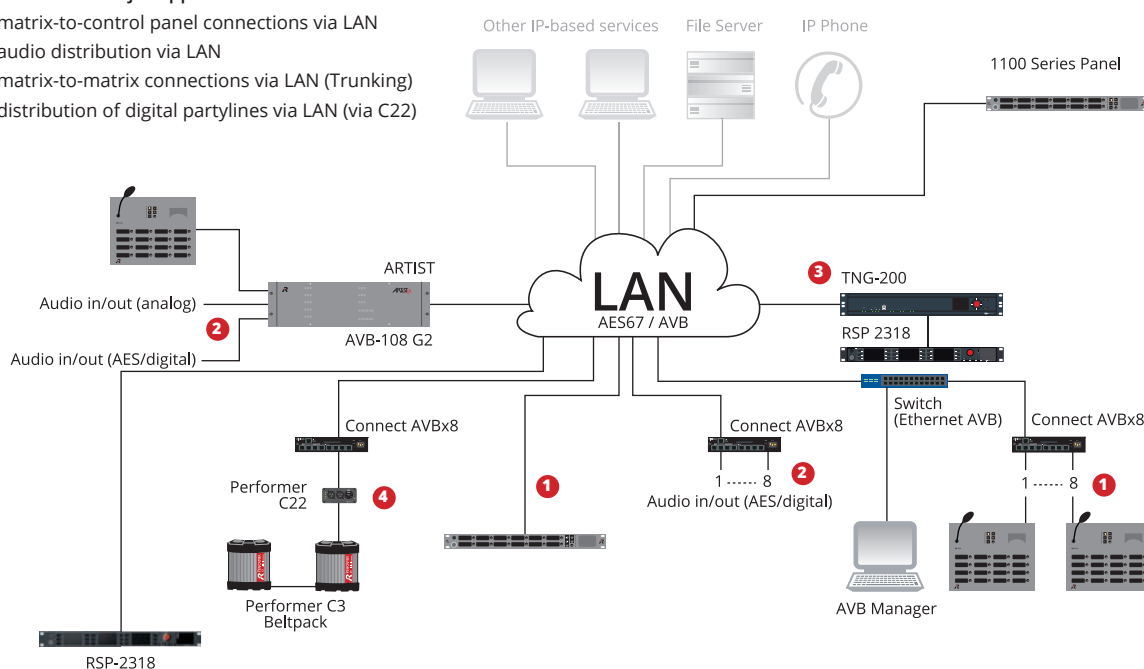 matrix-to-control panel connections via LAN
audio distribution via LAN
matrix-to-matrix connections via LAN (Trunking)
distribution of digital partylines via LAN (via C22)
Other IP-based services
File Server
IP Phone
1100 Series Panel
ARTIST
Audio in/out (analog)
2
Audio in/out (AES/digital)
AVB-108 G2
LAN
AES67 / AVB
3
TNG-200
RSP 2318
Switch
(Ethernet AVB)
Connect AVBx8
Connect AVBx8
Connect AVBx8
Performer
C22
4
1
1 ------ 8
2
Audio in/out (AES/digital)
1 ------ 8
1
Performer C3
Beltpack
AVB Manager
RSP-2318